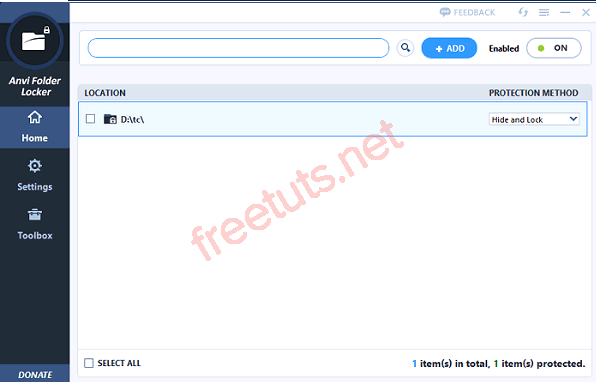 FEEDBACK
Anvi Folder
Locker
+ ADD
Enabled
ON
Home
Settings
Toolbox
DONATE
LOCATION
PROTECTION METHOD
D:\tc\
Hide and Lock
freetuts.net
SELECT ALL
1 item(s) in total, 1 item(s) protected.